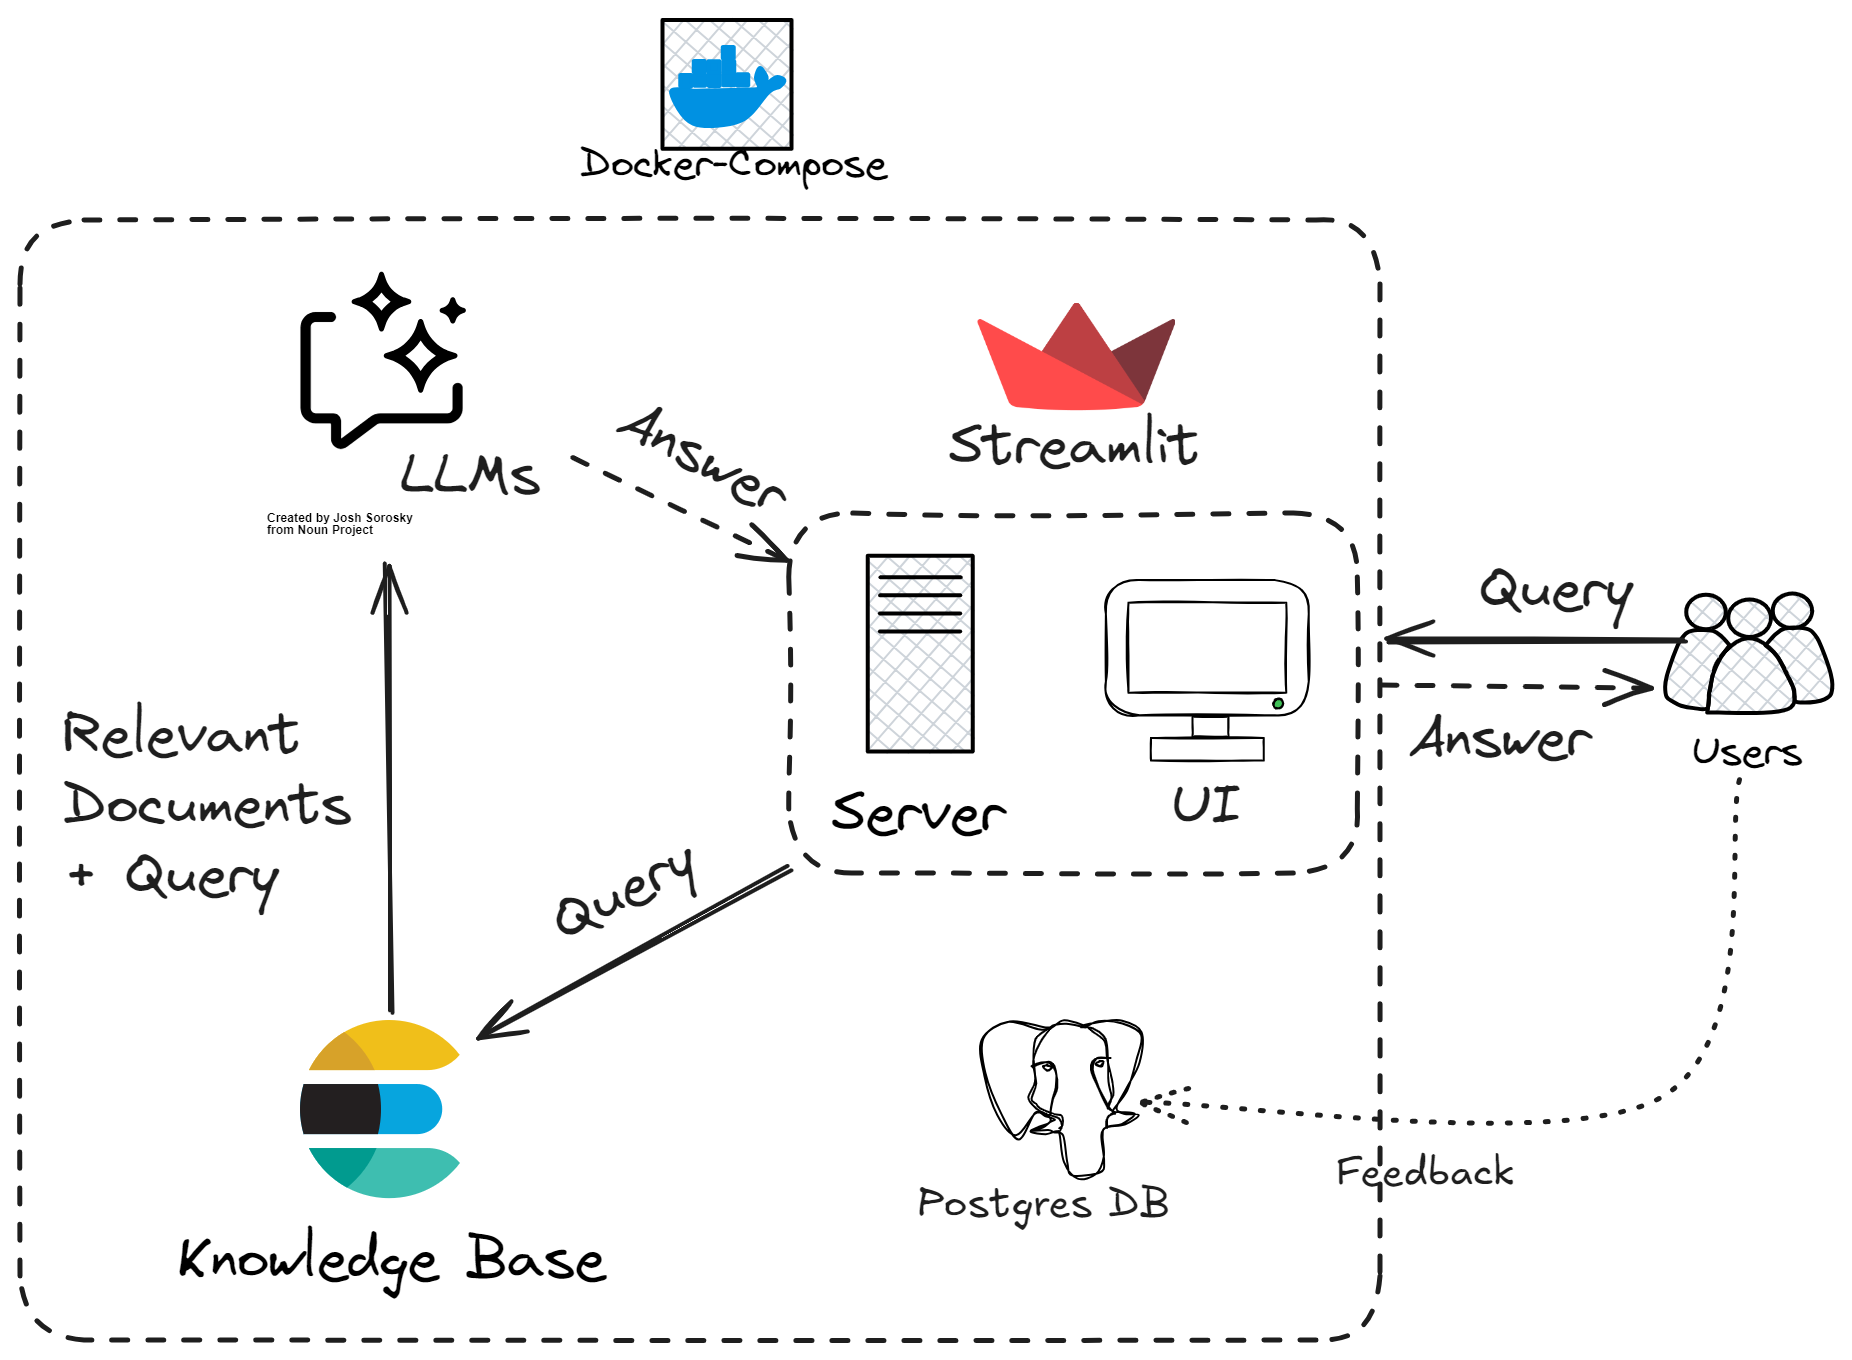 Docker-Compose
LLMs
Created by Josh Sorosky
from Noun Project
Answer
Streamlit
Server
UI
Query
Answer
Users
Relevant
Documents
+ Query
Query
Knowledge Base
Postgres DB
Feedback